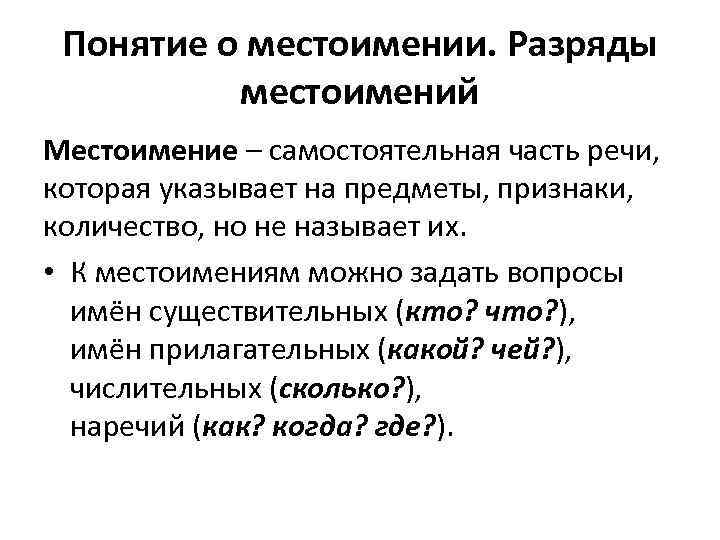 Понятие о местоимении. Разряды
местоимений
Местоимение – самостоятельная часть речи,
которая указывает на предметы, признаки,
количество, но не называет их.
• К местоимениям можно задать вопросы
имён существительных (кто? что?),
имён прилагательных (какой? чей?),
числительных (сколько?),
наречий (как? когда? где?).